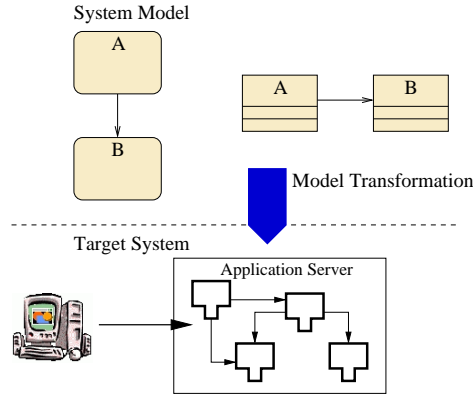 System Model
A
B
A
B
Model Transformation
Target System
Application Server